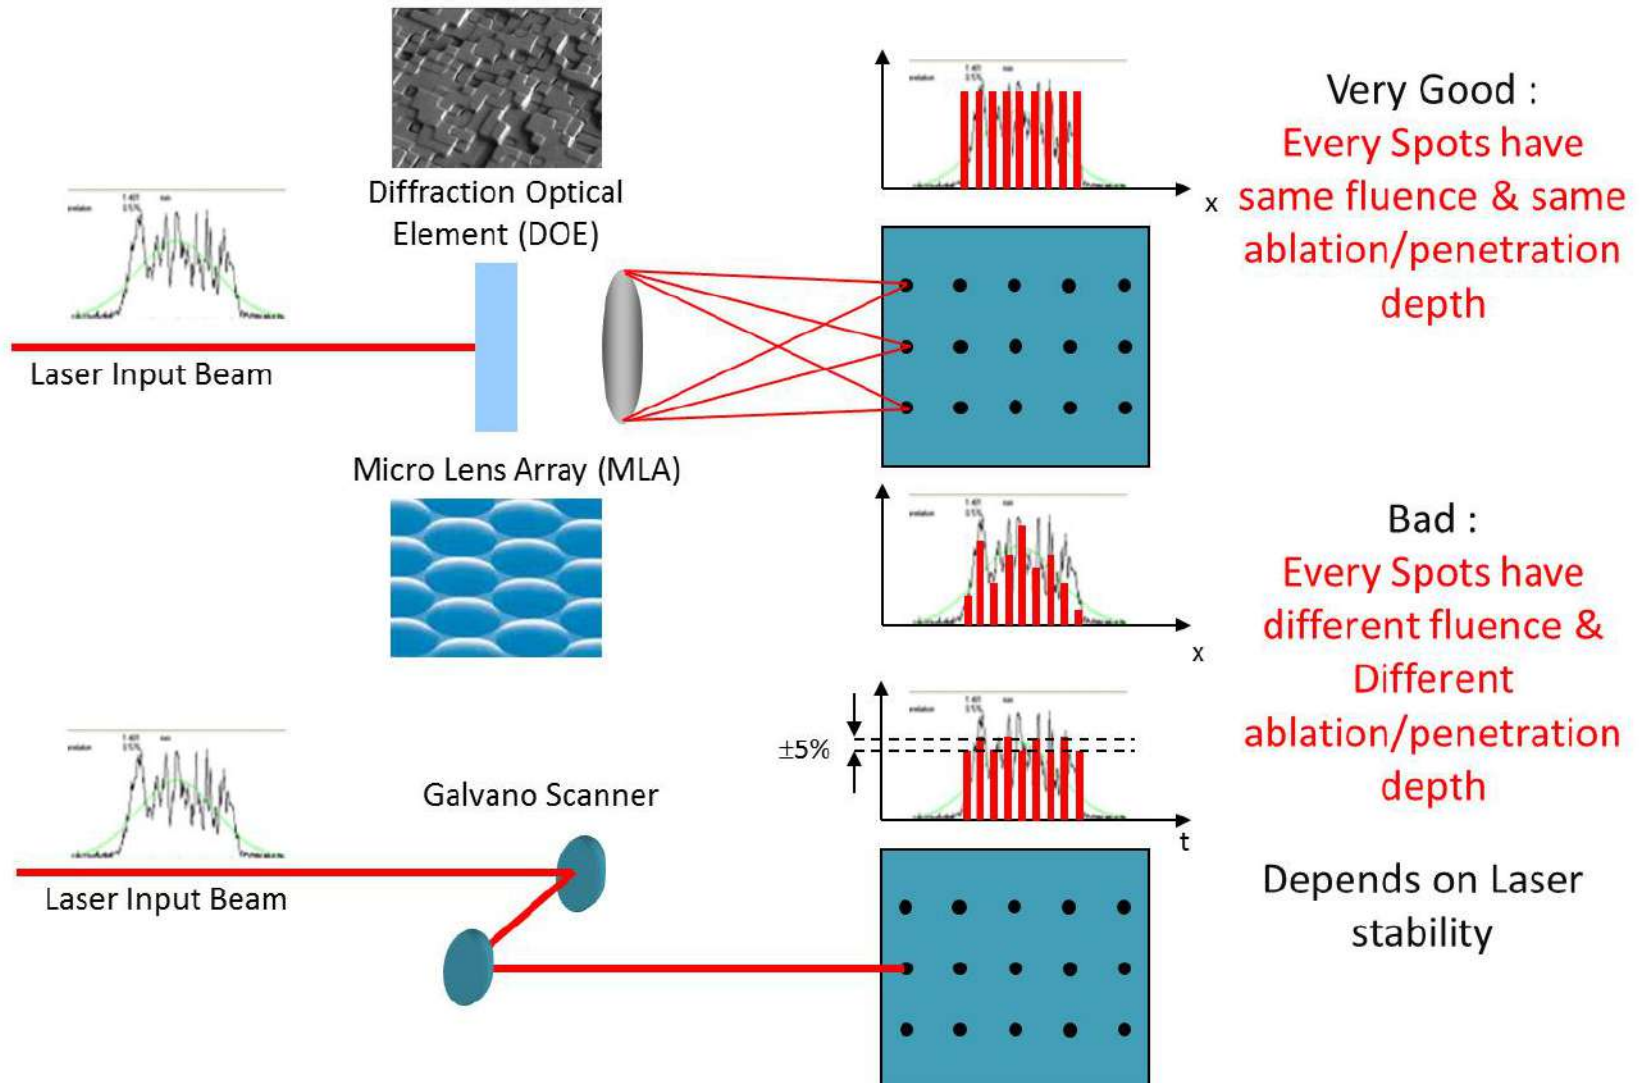 Diffraction Optical
Element (DOE)
Laser Input Beam
Micro Lens Array (MLA)
x
Very Good :
Every Spots have
same fluence & same
ablation/penetration
depth
x
Bad :
Every Spots have
different fluence &
Different
ablation/penetration
depth
Laser Input Beam
Galvano Scanner
±5%
t
Depends on Laser
stability